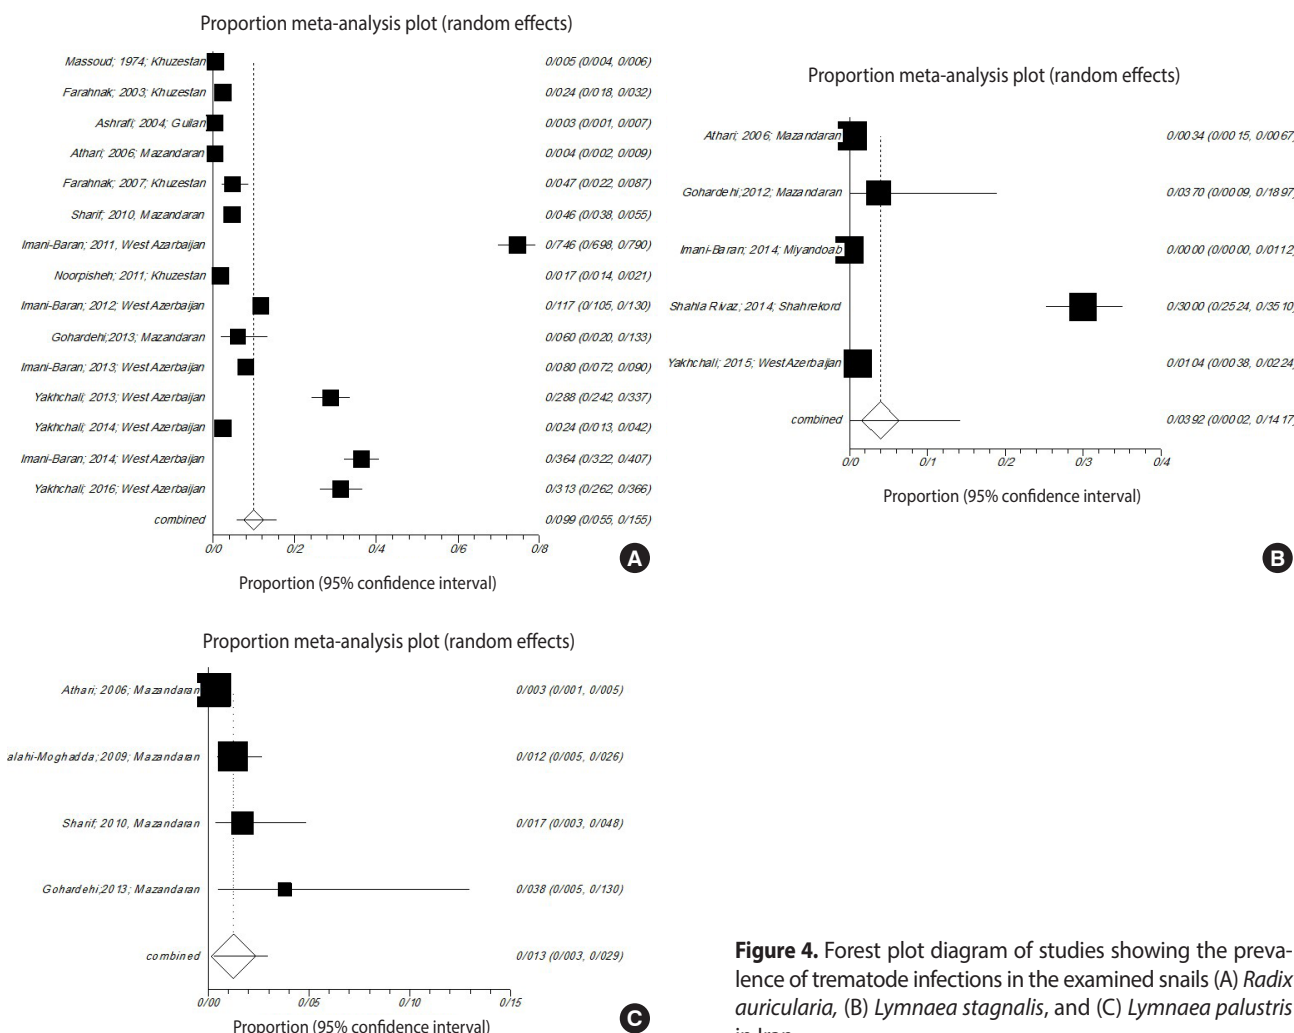 Proportion meta-analysis plot (random effects)
Massoud; 1974; Khuzestan 0/005 (0/004, 0/006)
Farahnak; 2003; Khuzestan 0/024 (0/018, 0/032)
Ashrafi; 2004; Guilan 0/003 (0/001, 0/007)
Athari; 2006; Mazandaran 0/004 (0/002, 0/009)
Farahnak; 2007; Khuzestan 0/047 (0/022, 0/087)
Sharif; 2010, Mazandaran 0/046 (0/038, 0/055)
Imani-Baran; 2011, West Azarbaijan 0/746 (0/698, 0/790)
Noorpisheh; 2011; Khuzestan 0/017 (0/014, 0/021)
Imani-Baran; 2012; West Azerbaijan 0/117 (0/105, 0/130)
Gohardehi;2013; Mazandaran 0/060 (0/020, 0/133)
Imani-Baran; 2013; West Azerbaijan 0/080 (0/072, 0/090)
Yakhchali; 2013; West Azerbaijan 0/288 (0/242, 0/337)
Yakhchali; 2014; West Azerbaijan 0/024 (0/013, 0/042)
Imani-Baran; 2014; West Azerbaijan 0/364 (0/322, 0/407)
Yakhchali; 2016; West Azerbaijan 0/313 (0/262, 0/366)
combined 0/099 (0/055, 0/155)
0/0 0/2 0/4 0/6 0/8
Proportion (95% confidence interval)
A
Proportion meta-analysis plot (random effects)
Athari; 2006; Mazandaran 0/0034 (0/0015, 0/0067)
Gohardehi;2012; Mazandaran 0/0370 (0/0009, 0/1897)
Imani-Baran; 2014; Miyandoab 0/0000 (0/0000, 0/0112)
Shahla Rivaz; 2014; Shahrekord 0/3000 (0/2524, 0/3510)
Yakhchali; 2015; WestAzerbaijan 0/0104 (0/0038, 0/0224)
combined 0/0392 (0/0002, 0/1417)
0/0 0/1 0/2 0/3 0/4
Proportion (95% confidence interval)
B
Proportion meta-analysis plot (random effects)
Athari; 2006; Mazandaran 0/003 (0/001, 0/005)
alahi-Moghadda; 2009; Mazandaran 0/012 (0/005, 0/026)
Sharif; 2010, Mazandaran 0/017 (0/003, 0/048)
Gohardehi;2013; Mazandaran 0/038 (0/005, 0/130)
combined 0/013 (0/003, 0/029)
0/00 0/05 0/10 0/15
Proportion (95% confidence interval)
C
Figure 4. Forest plot diagram of studies showing the preva-
lence of trematode infections in the examined snails (A) Radix
auricularia, (B) Lymnaea stagnalis, and (C) Lymnaea palustris